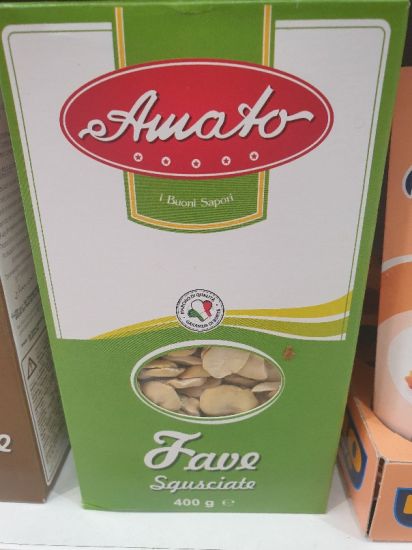 Amato
i Buoni Sapori
Fave
Sgusciate
400 g e